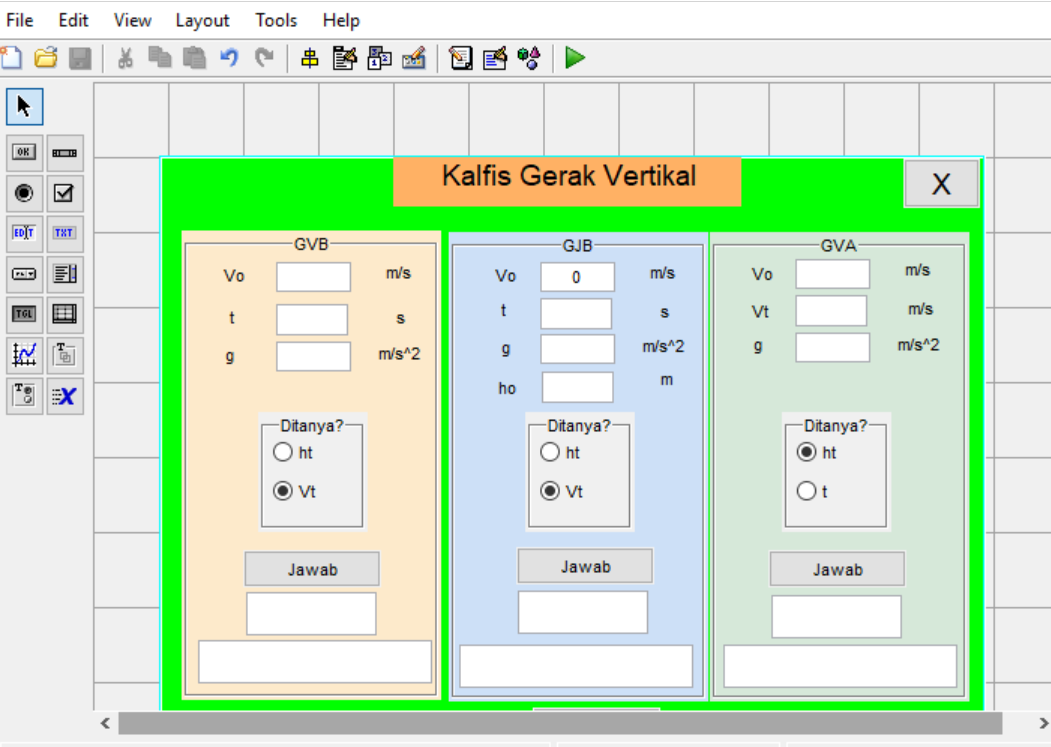 File Edit View Layout Tools Help
OK
EDIT TXT
TGL
Kalfis Gerak Vertikal
X
GVB
Vo m/s
t s
g m/s^2
Ditanya?
ht
Vt
Jawab
GJB
Vo 0 m/s
t s
g m/s^2
ho m
Ditanya?
ht
Vt
Jawab
GVA
Vo m/s
Vt m/s
g m/s^2
Ditanya?
ht
t
Jawab